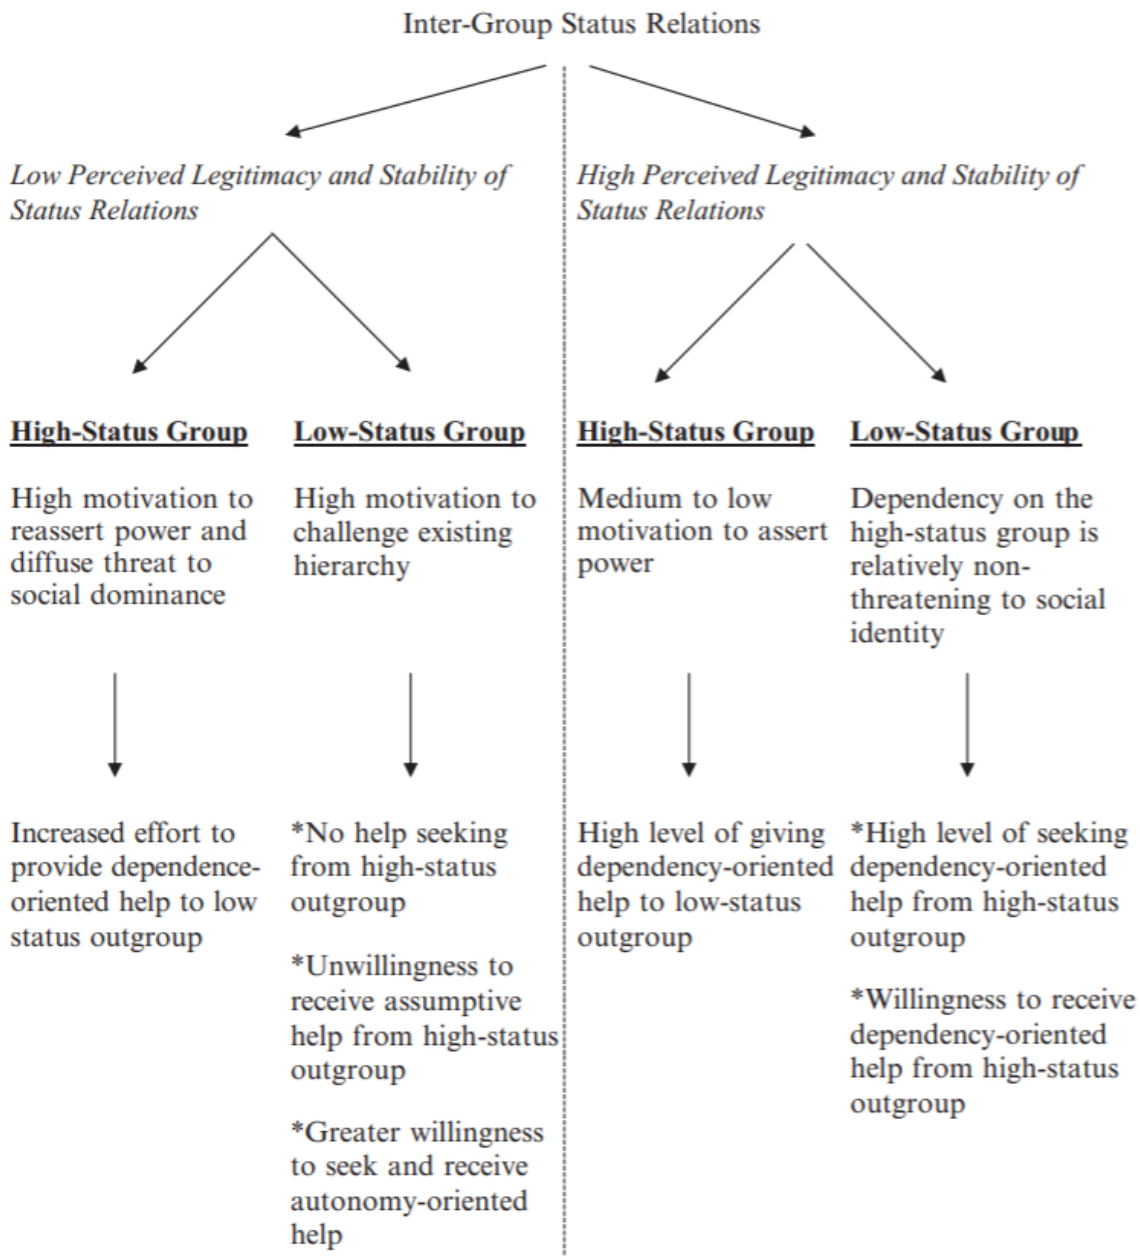 Inter-Group Status Relations
Low Perceived Legitimacy and Stability of
Status Relations
High Perceived Legitimacy and Stability of
Status Relations
High-Status Group
High motivation to
reassert power and
diffuse threat to
social dominance
Increased effort to
provide dependence-
oriented help to low
status outgroup
Low-Status Group
High motivation to
challenge existing
hierarchy
*No help seeking
from high-status
outgroup
*Unwillingness to
receive assumptive
help from high-status
outgroup
*Greater willingness
to seek and receive
autonomy-oriented
help
High-Status Group
Medium to low
motivation to assert
power
High level of giving
dependency-oriented
help to low-status
outgroup
Low-Status Group
Dependency on the
high-status group is
relatively non-
threatening to social
identity
*High level of seeking
dependency-oriented
help from high-status
outgroup
*Willingness to receive
dependency-oriented
help from high-status
outgroup